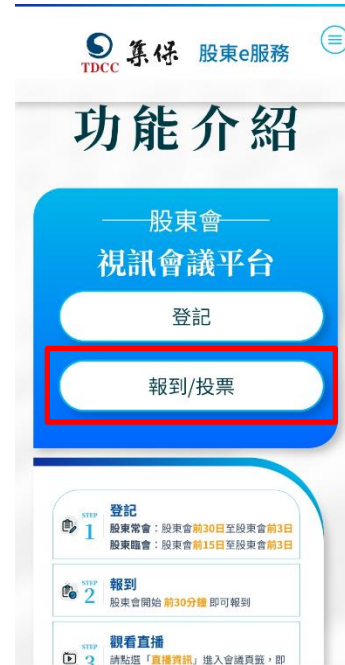 TDCC 集保 股東e服務
功能介紹
股東會
視訊會議平台
登記
報到/投票
STEP 1 登記
股東常會：股東會前30日至股東會前3日
股東臨會：股東會前15日至股東會前3日
STEP 2 報到
股東會開始 前30分鐘 即可報到
STEP 3 觀看直播
請點選「直播資訊」進入會議頁籤，即